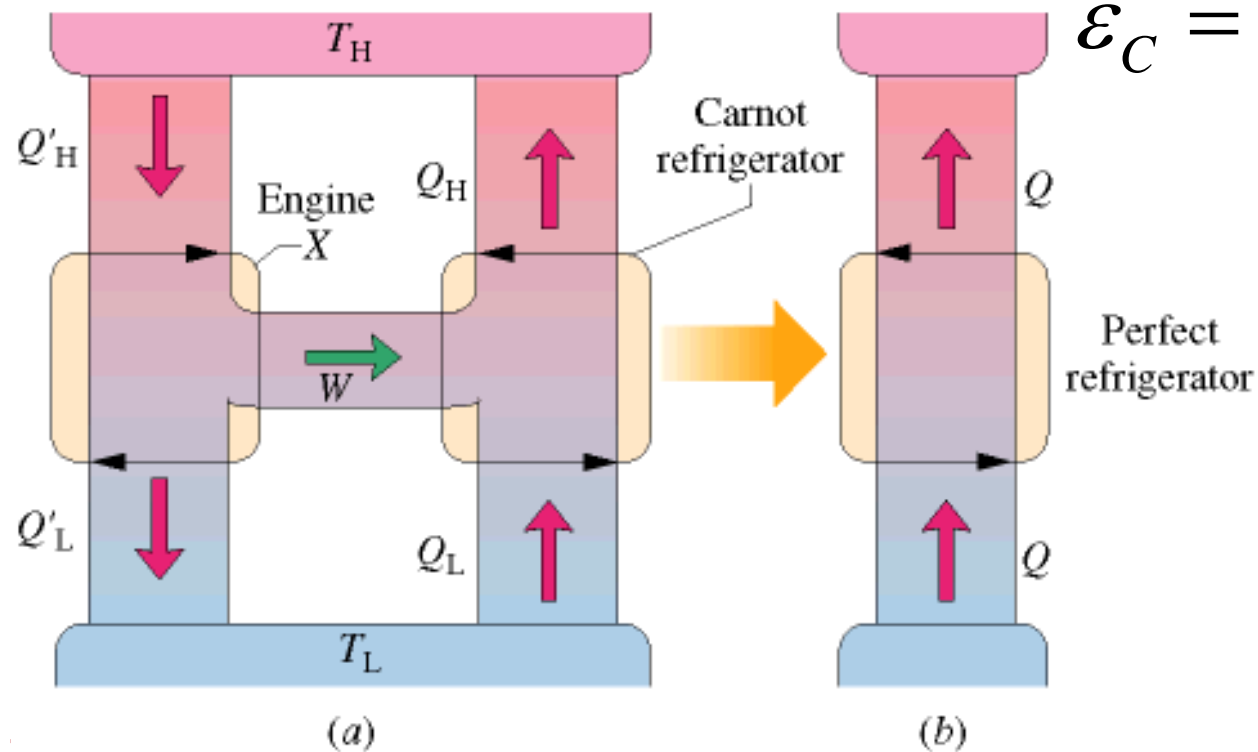 T_H
ε_C =
Q'_H
Q_H
Carnot
refrigerator
Q
Engine
X
W
Perfect
refrigerator
Q'_L
Q_L
Q
T_L
(a)
(b)